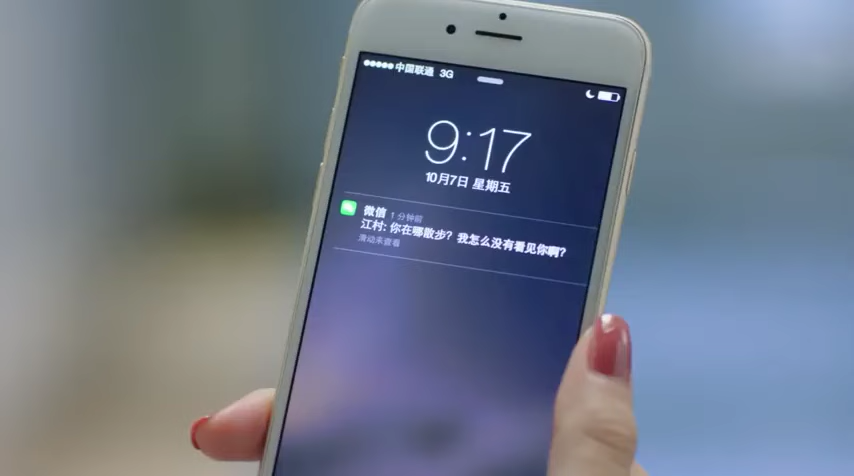 中国联通 3G
9:17
10月7日 星期五
微信 1 分钟前
江村: 你在哪散步？我怎么没有看见你啊？
滑动来查看